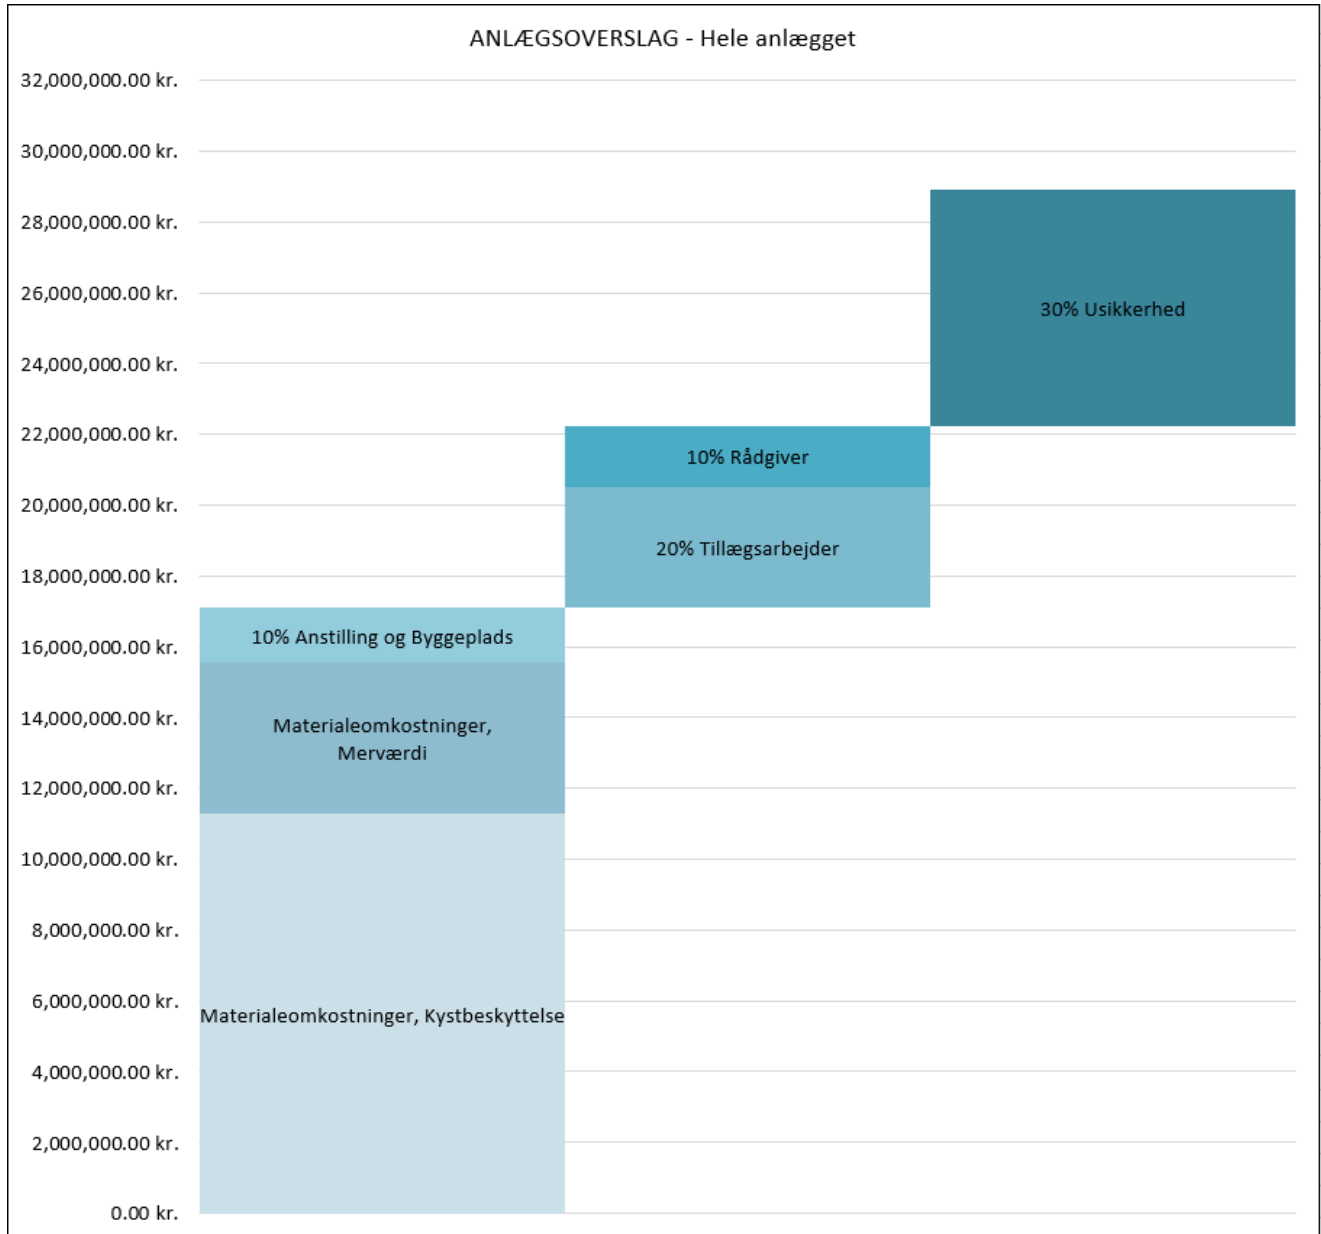 ANLÆGSOVERSLAG - Hele anlægget
32,000,000.00 kr.
30,000,000.00 kr.
28,000,000.00 kr.
26,000,000.00 kr.
24,000,000.00 kr.
22,000,000.00 kr.
20,000,000.00 kr.
18,000,000.00 kr.
16,000,000.00 kr.
14,000,000.00 kr.
12,000,000.00 kr.
10,000,000.00 kr.
8,000,000.00 kr.
6,000,000.00 kr.
4,000,000.00 kr.
2,000,000.00 kr.
0.00 kr.
30% Usikkerhed
10% Rådgiver
20% Tillægsarbejder
10% Anstilling og Byggeplads
Materialeomkostninger,
Merværdi
Materialeomkostninger, Kystbeskyttelse